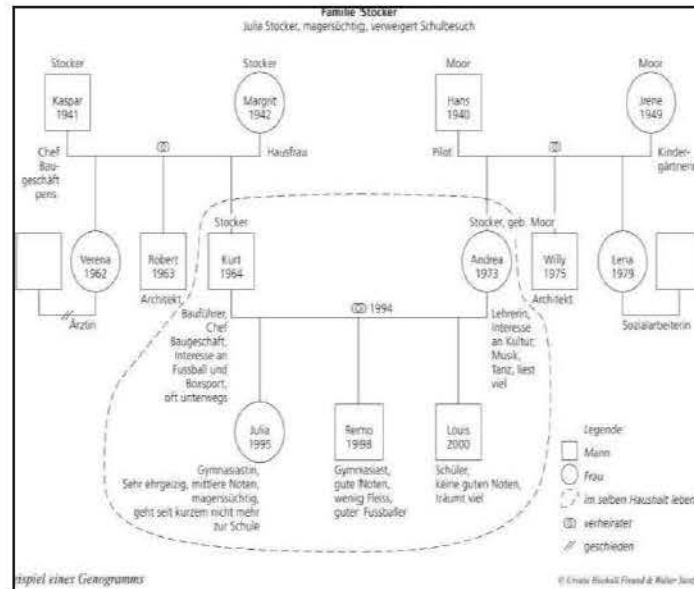 Familie Stocker
Julia Stocker, magersüchtig, verweigert Schulbesuch
Stocker
Stocker
Moor
Moor
Kaspar
1941
Margrit
1942
Hans
1940
Irene
1949
Chef
Bau-
geschäft
pens.
Hausfrau
Pilot
Kinder-
gärtnerin
Stocker
Stocker, geb. Moor
Verena
1962
Robert
1963
Kurt
1964
Andrea
1973
Willy
1975
Lena
1979
Ärztin
Architekt
Bauführer,
Chef
Baugeschäft,
Interesse an
Fussball und
Boxsport,
oft unterwegs
1994
Lehrerin,
Interesse
an Kultur,
Musik,
Tanz, liest
viel
Architekt
Sozialarbeiterin
Julia
1995
Remo
1998
Louis
2000
Gymnasiastin,
Sehr ehrgeizig, mittlere Noten,
magerssüchtig,
geht seit kurzem nicht mehr
zur Schule
Gymnasiast,
gute Noten,
wenig Fleiss,
guter Fussballer
Schüler,
keine guten Noten,
träumt viel
Legende
Mann
Frau
im selben Haushalt leben
verheiratet
geschieden
eispiel eines Genogramms
© Ursula &